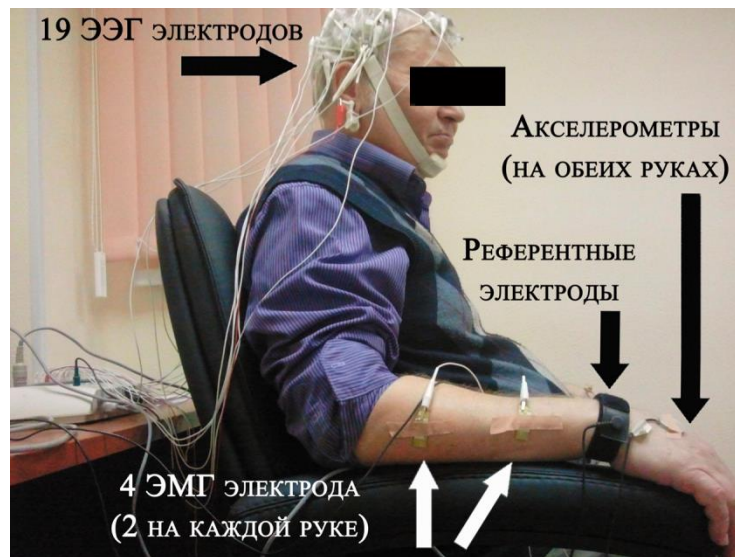 19 ЭЭГ ЭЛЕКТРОДОВ
АКСЕЛЕРОМЕТРЫ
(НА ОБЕИХ РУКАХ)
РЕФЕРЕНТНЫЕ
ЭЛЕКТРОДЫ
4 ЭМГ ЭЛЕКТРОДА
(2 НА КАЖДОЙ РУКЕ)